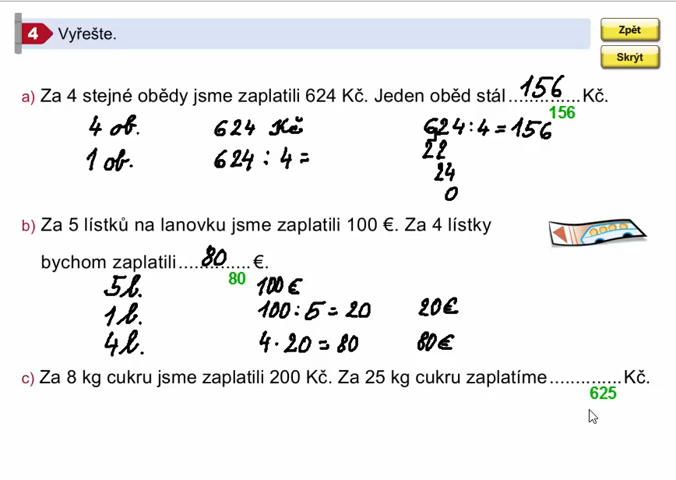 4 Vyřešte.
Zpět
Skrýt
a) Za 4 stejné obědy jsme zaplatili 624 Kč. Jeden oběd stál 156 Kč.
156
4 ob. 624 Kč 624 : 4 = 156
1 ob. 624 : 4 = 22
24
0
b) Za 5 lístků na lanovku jsme zaplatili 100 €. Za 4 lístky
bychom zaplatili 80 €.
80
5 l. 100 €
1 l. 100 : 5 = 20 20 €
4 l. 4 · 20 = 80 80 €
c) Za 8 kg cukru jsme zaplatili 200 Kč. Za 25 kg cukru zaplatíme..............Kč.
625